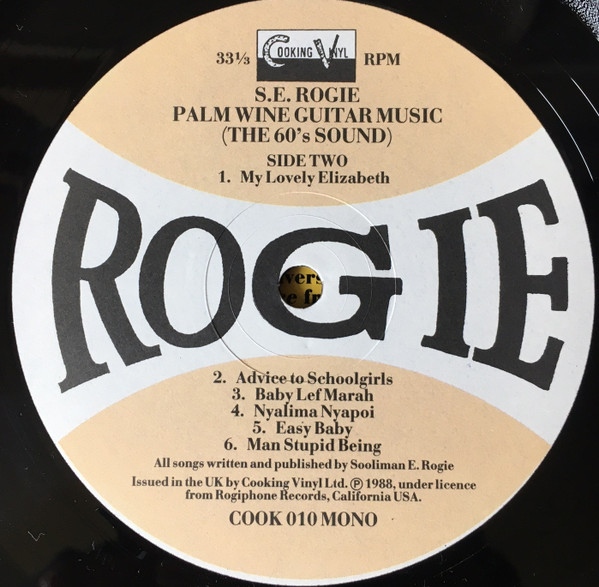 33⅓ COOKING VINYL RPM
S.E. ROGIE
PALM WINE GUITAR MUSIC
(THE 60's SOUND)
SIDE TWO
1. My Lovely Elizabeth
ROGIE
2. Advice to Schoolgirls
3. Baby Lef Marah
4. Nyalima Nyapoi
5. Easy Baby
6. Man Stupid Being
All songs written and published by Sooliman E. Rogie
Issued in the UK by Cooking Vinyl Ltd. ℗ 1988, under licence
from Rogiphone Records, California USA.
COOK 010 MONO